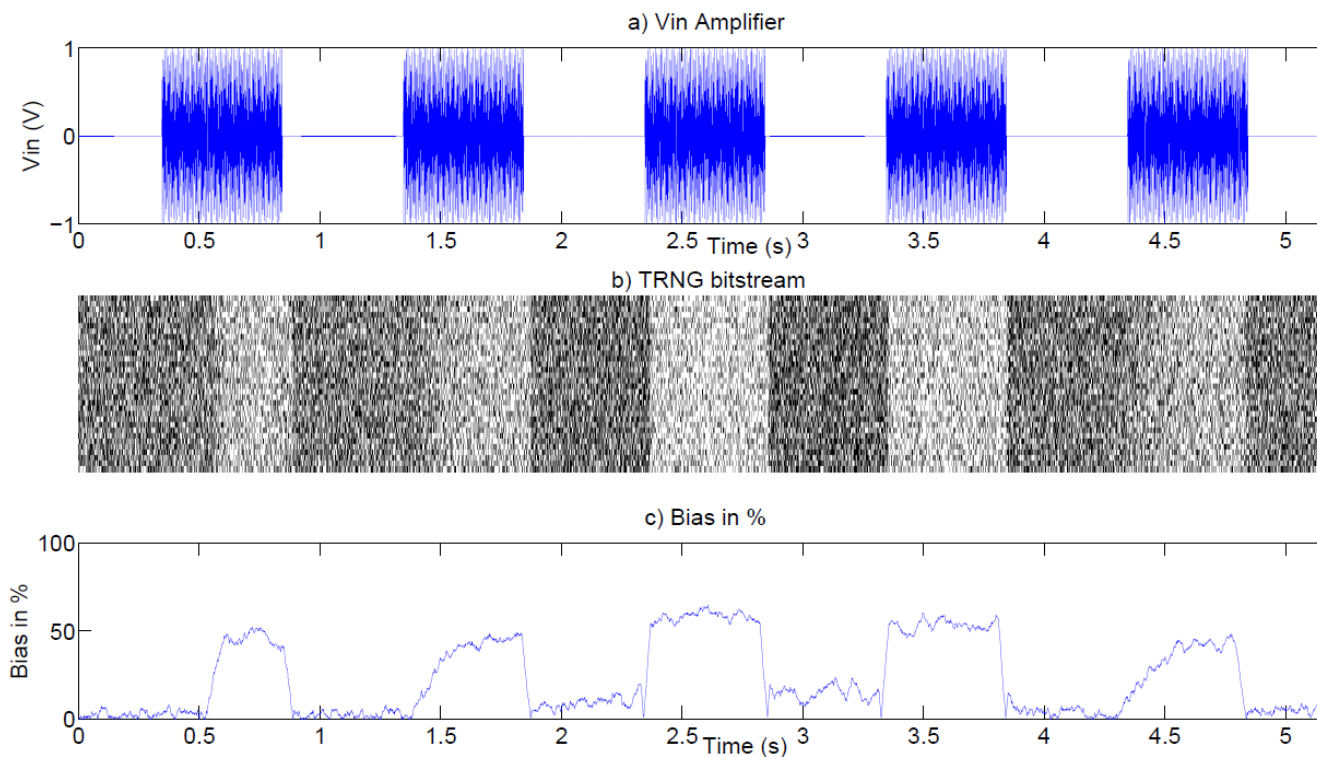 a) Vin Amplifier
1
0
−1
Vin (V)
0 0.5 1 1.5 2 2.5 3 3.5 4 4.5 5
Time (s)
b) TRNG bitstream
c) Bias in %
100
50
0
Bias in %
0 0.5 1 1.5 2 2.5 3 3.5 4 4.5 5
Time (s)